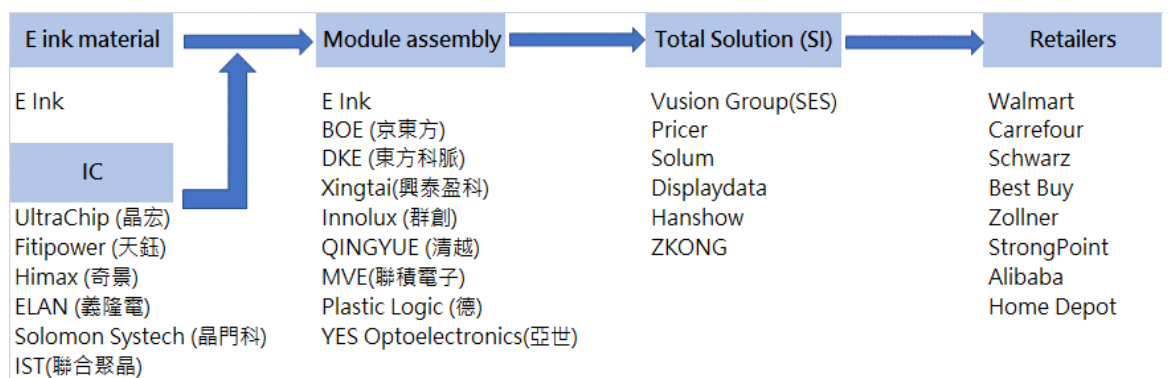 E ink material
Module assembly
Total Solution (SI)
Retailers
E Ink
IC
UltraChip (晶宏)
Fitipower (天鈺)
Himax (奇景)
ELAN (義隆電)
Solomon Systech (晶門科)
IST(聯合聚晶)
E Ink
BOE (京東方)
DKE (東方科脈)
Xingtai(興泰盈科)
Innolux (群創)
QINGYUE (清越)
MVE(聯積電子)
Plastic Logic (德)
YES Optoelectronics(亞世)
Vusion Group(SES)
Pricer
Solum
Displaydata
Hanshow
ZKONG
Walmart
Carrefour
Schwarz
Best Buy
Zollner
StrongPoint
Alibaba
Home Depot